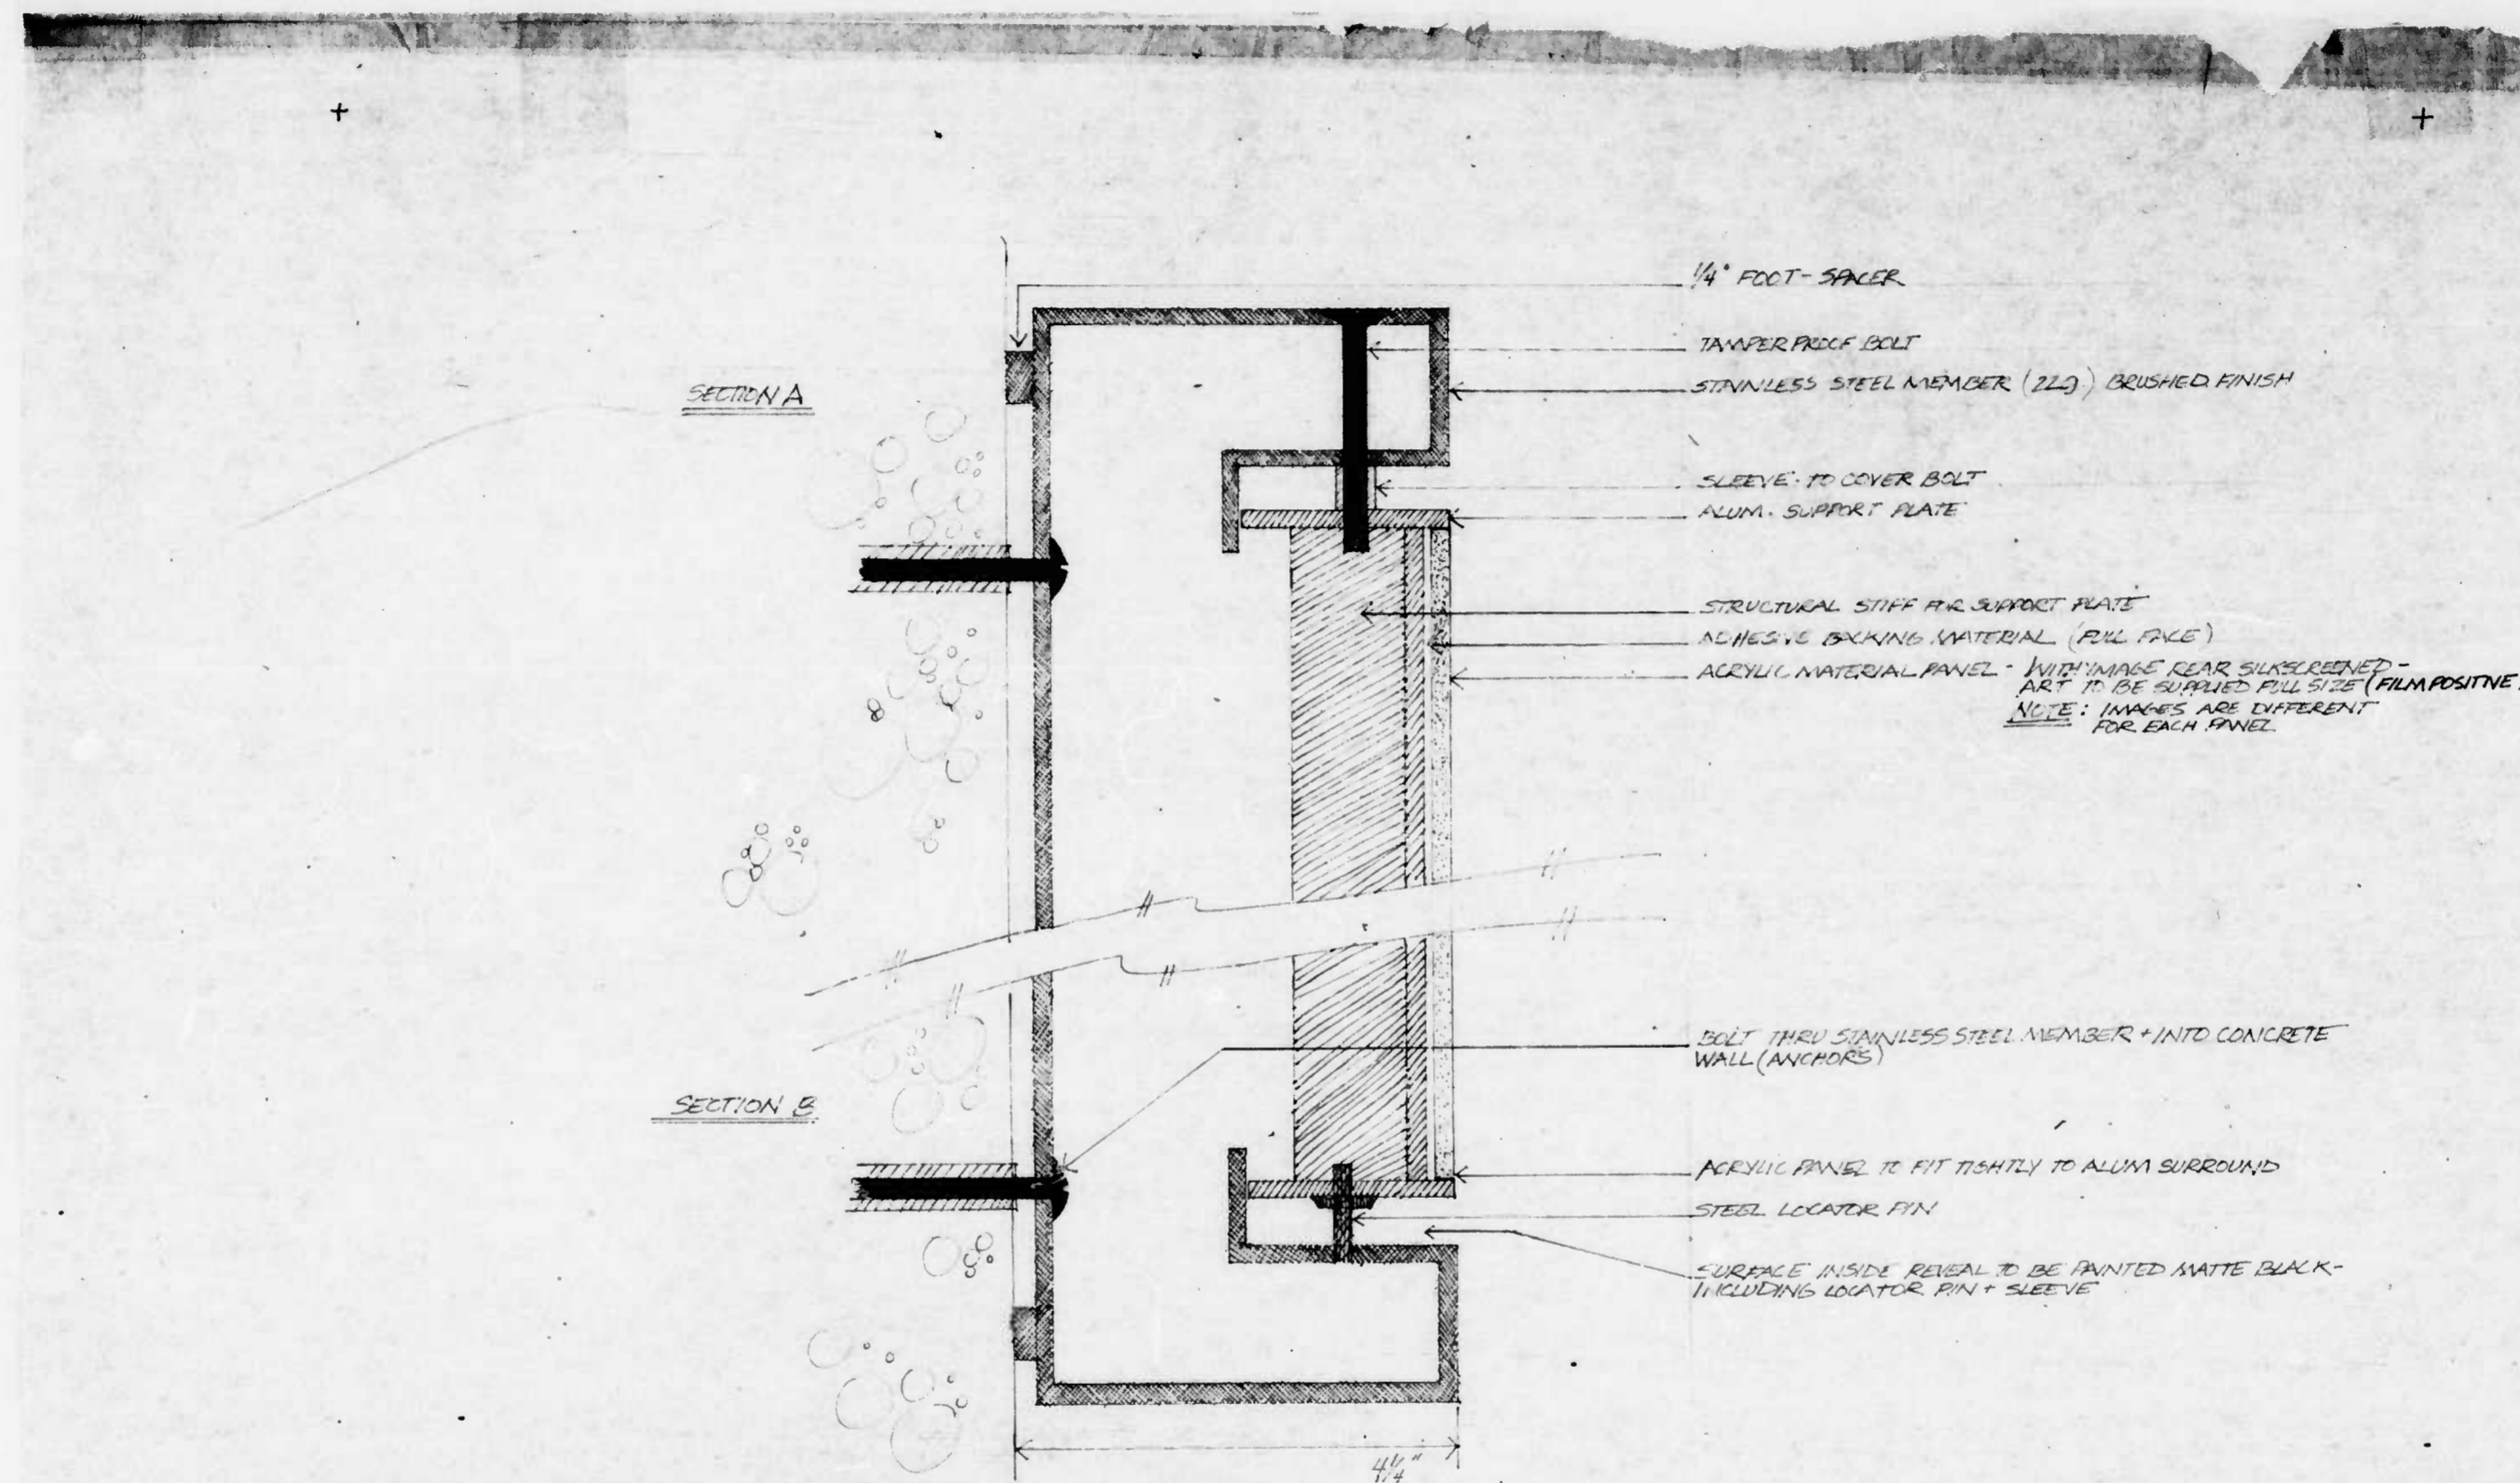 1/4" FOOT-SPACER
TAMPERPROOF BOLT
SECTION A
STAINLESS STEEL MEMBER (22g) BRUSHED FINISH
SLEEVE - TO COVER BOLT
ALUM. SUPPORT PLATE
STRUCTURAL STIFF FOR SUPPORT PLATE
ADHESIVE BACKING MATERIAL (FULL FACE)
ACRYLIC MATERIAL PANEL - WITH IMAGE REAR SILKSCREENED -
ART TO BE SUPPLIED FULL SIZE (FILM POSITIVE
NOTE: IMAGES ARE DIFFERENT
FOR EACH PANEL
BOLT THRU STAINLESS STEEL MEMBER + INTO CONCRETE
WALL (ANCHORS)
SECTION B
ACRYLIC PANEL TO FIT TIGHTLY TO ALUM SURROUND
STEEL LOCATOR PIN
SURFACE INSIDE REVEAL TO BE PAINTED MATTE BLACK -
INCLUDING LOCATOR PIN + SLEEVE
4 1/4"